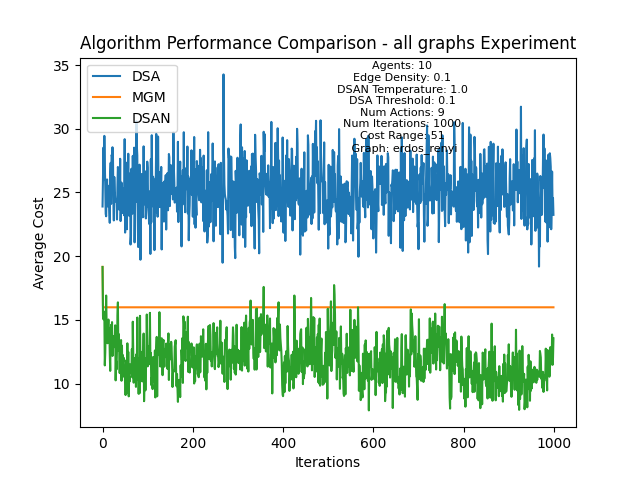 Algorithm Performance Comparison - all graphs Experiment
DSA
MGM
DSAN
Agents: 10
Edge Density: 0.1
DSAN Temperature: 1.0
DSA Threshold: 0.1
Num Actions: 9
Num Iterations: 1000
Cost Range: 51
Graph: erdos_renyi
35
30
25
20
15
10
Average Cost
0 200 400 600 800 1000
Iterations